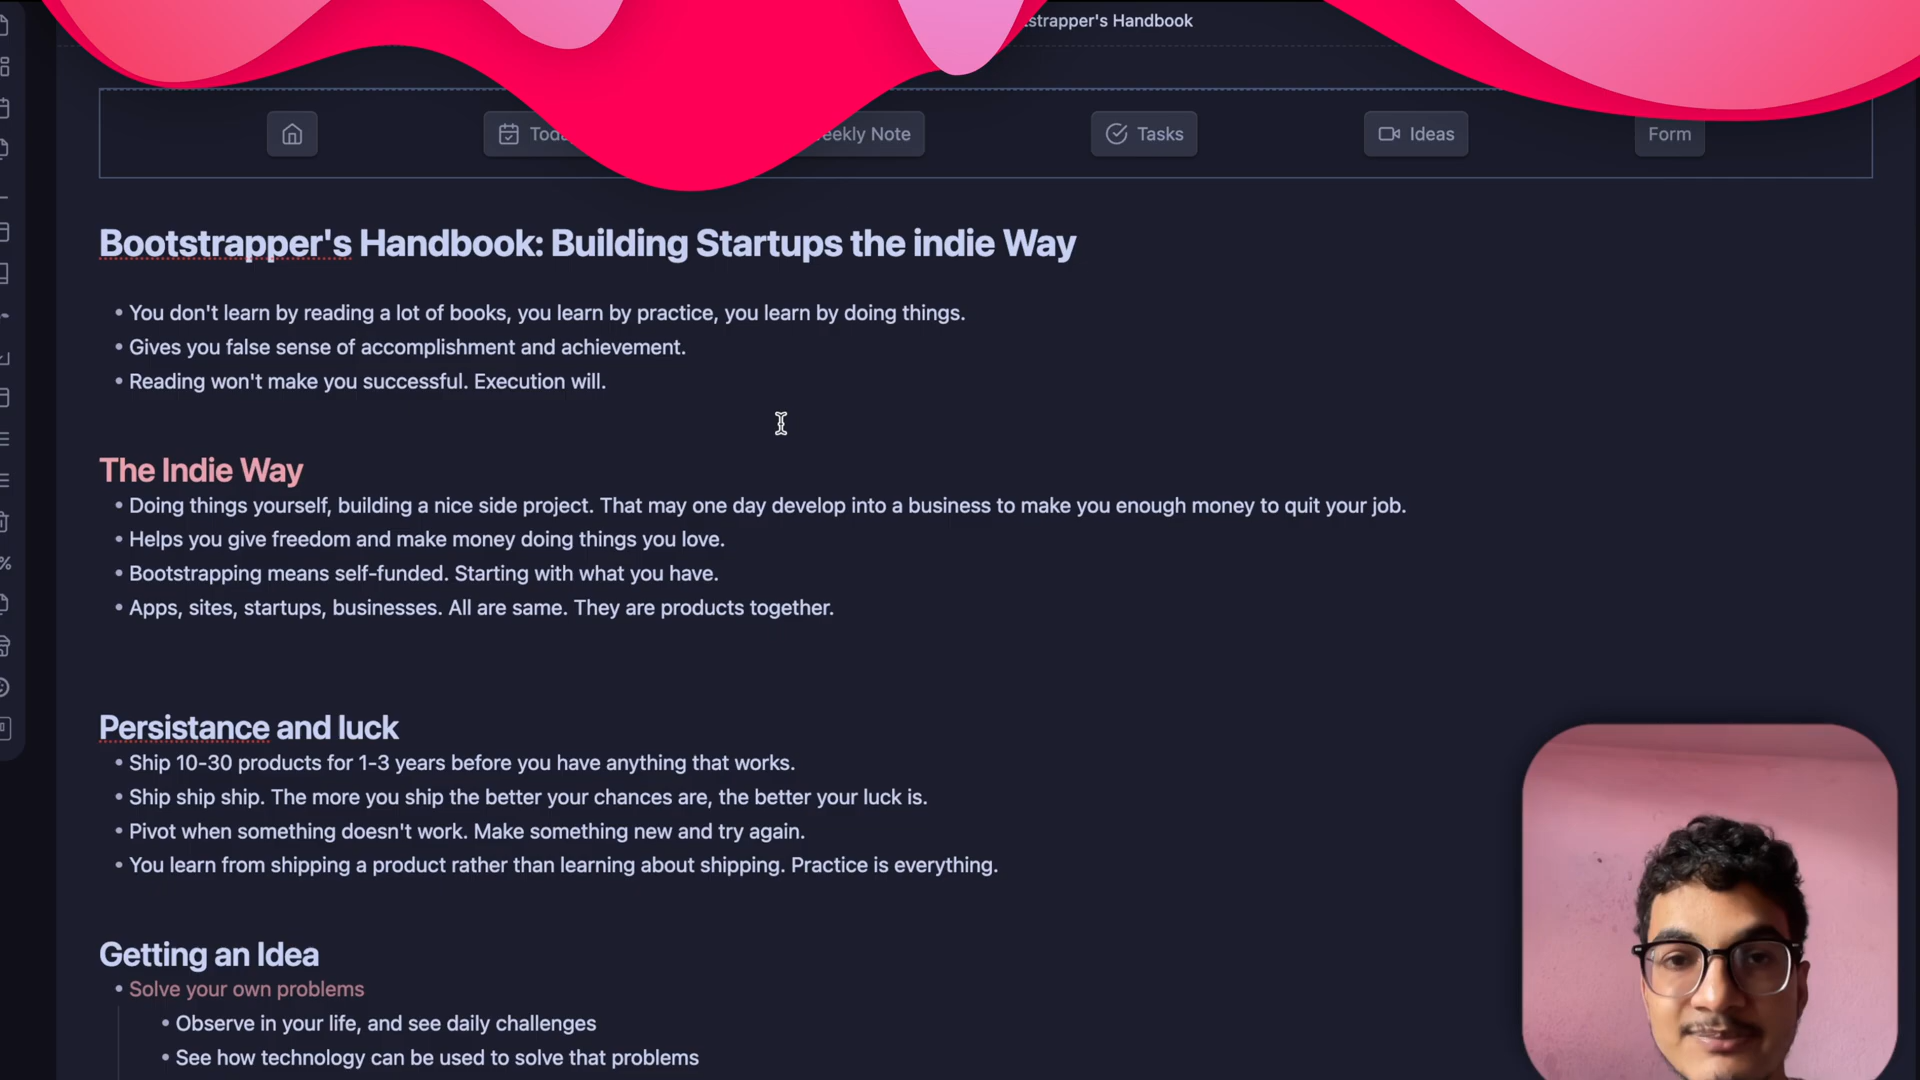 strapper's Handbook
Toda
eekly Note
Tasks
Ideas
Form
Bootstrapper's Handbook: Building Startups the indie Way
• You don't learn by reading a lot of books, you learn by practice, you learn by doing things.
• Gives you false sense of accomplishment and achievement.
• Reading won't make you successful. Execution will.
The Indie Way
• Doing things yourself, building a nice side project. That may one day develop into a business to make you enough money to quit your job.
• Helps you give freedom and make money doing things you love.
• Bootstrapping means self-funded. Starting with what you have.
• Apps, sites, startups, businesses. All are same. They are products together.
Persistance and luck
• Ship 10-30 products for 1-3 years before you have anything that works.
• Ship ship ship. The more you ship the better your chances are, the better your luck is.
• Pivot when something doesn't work. Make something new and try again.
• You learn from shipping a product rather than learning about shipping. Practice is everything.
Getting an Idea
• Solve your own problems
• Observe in your life, and see daily challenges
• See how technology can be used to solve that problems